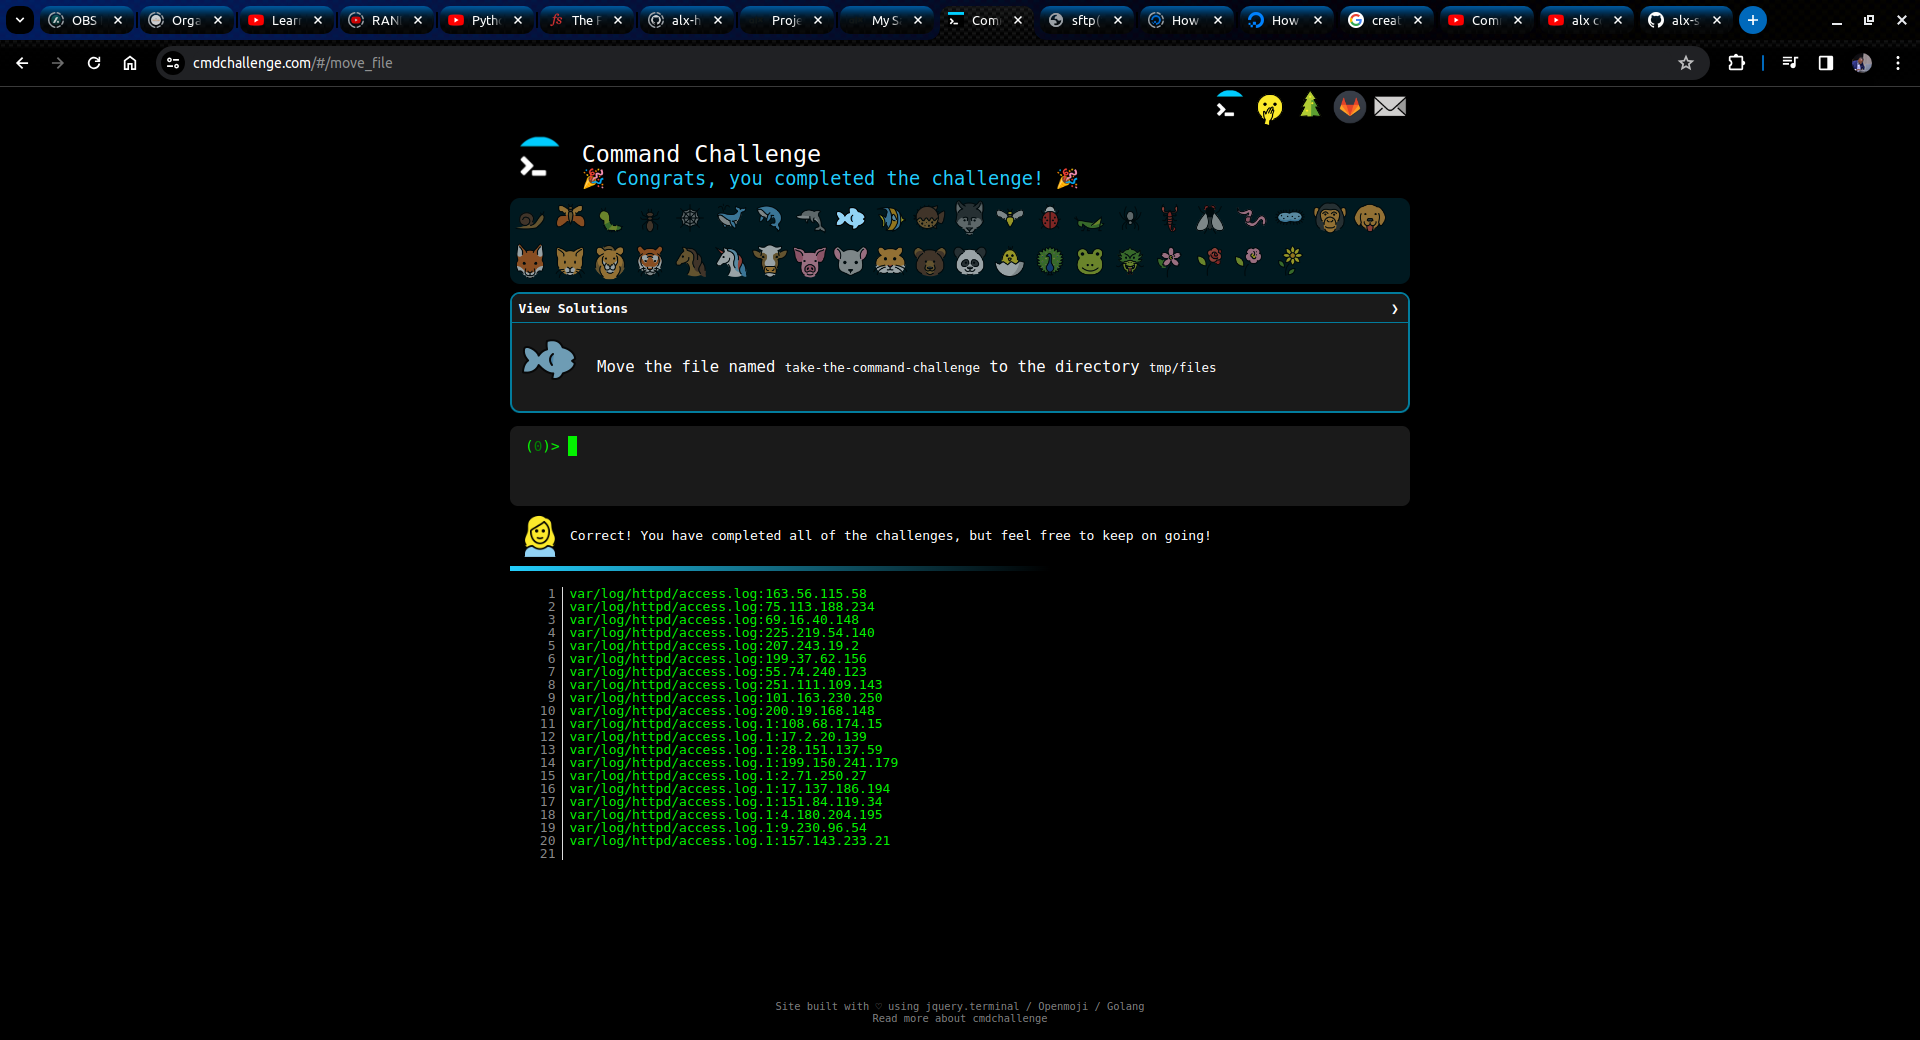 OBS
Orga
Lear
RAN
Pyth
The F
alx-h
Proje
My S
Com
sftp(
How
How
creat
Com
alx c
alx-s
cmdchallenge.com/#/move_file
Command Challenge
🎉 Congrats, you completed the challenge! 🎉
View Solutions ❯
Move the file named take-the-command-challenge to the directory tmp/files
(0)>
Correct! You have completed all of the challenges, but feel free to keep on going!
1 var/log/httpd/access.log:163.56.115.58
2 var/log/httpd/access.log:75.113.188.234
3 var/log/httpd/access.log:69.16.40.148
4 var/log/httpd/access.log:225.219.54.140
5 var/log/httpd/access.log:207.243.19.2
6 var/log/httpd/access.log:199.37.62.156
7 var/log/httpd/access.log:55.74.240.123
8 var/log/httpd/access.log:251.111.109.143
9 var/log/httpd/access.log:101.163.230.250
10 var/log/httpd/access.log:200.19.168.148
11 var/log/httpd/access.log.1:108.68.174.15
12 var/log/httpd/access.log.1:17.2.20.139
13 var/log/httpd/access.log.1:28.151.137.59
14 var/log/httpd/access.log.1:199.150.241.179
15 var/log/httpd/access.log.1:2.71.250.27
16 var/log/httpd/access.log.1:17.137.186.194
17 var/log/httpd/access.log.1:151.84.119.34
18 var/log/httpd/access.log.1:4.180.204.195
19 var/log/httpd/access.log.1:9.230.96.54
20 var/log/httpd/access.log.1:157.143.233.21
21
Site built with ♡ using jquery.terminal / Openmoji / Golang
Read more about cmdchallenge